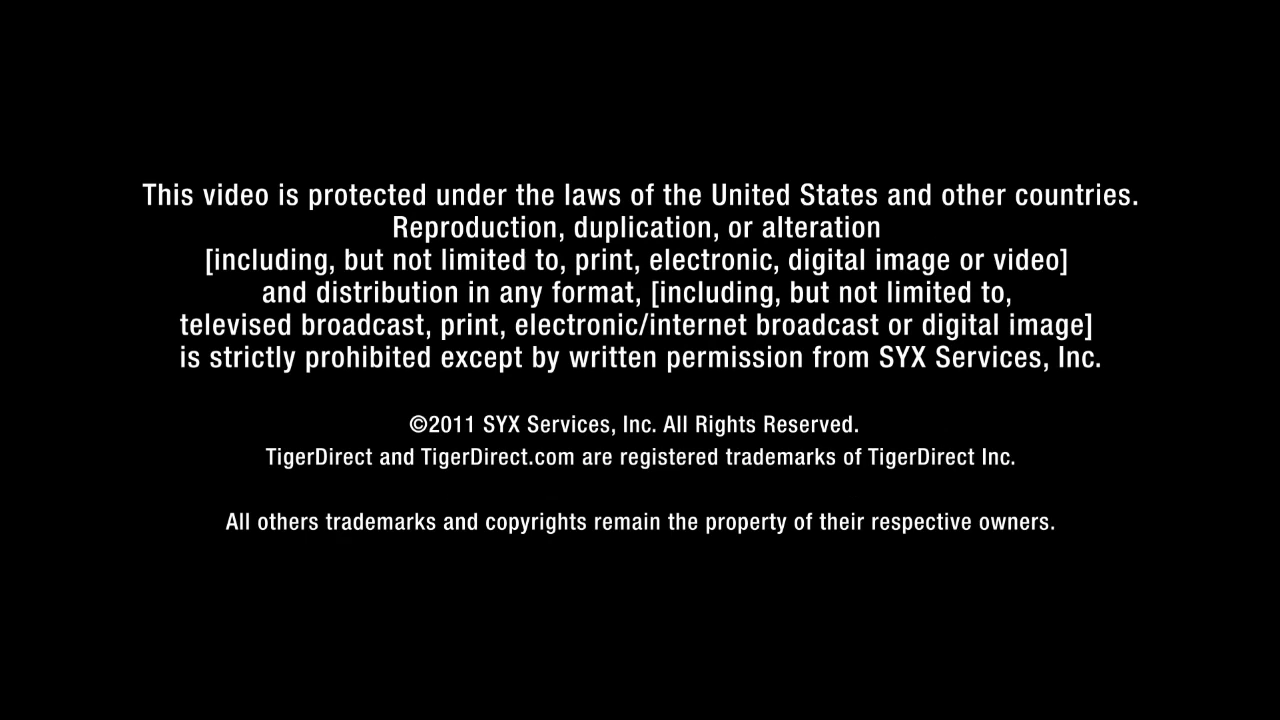 This video is protected under the laws of the United States and other countries.
Reproduction, duplication, or alteration
[including, but not limited to, print, electronic, digital image or video]
and distribution in any format, [including, but not limited to,
televised broadcast, print, electronic/internet broadcast or digital image]
is strictly prohibited except by written permission from SYX Services, Inc.
©2011 SYX Services, Inc. All Rights Reserved.
TigerDirect and TigerDirect.com are registered trademarks of TigerDirect Inc.
All others trademarks and copyrights remain the property of their respective owners.